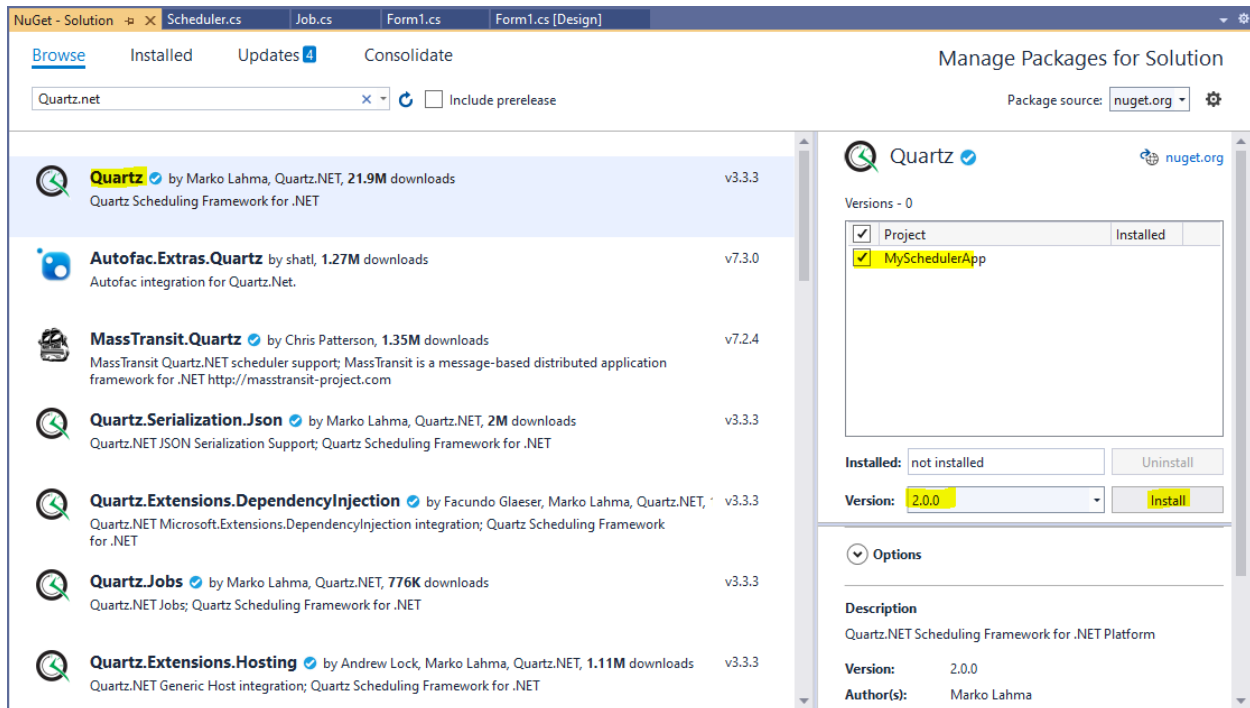 NuGet - Solution
Scheduler.cs
Job.cs
Form1.cs
Form1.cs [Design]
Browse
Installed
Updates 4
Consolidate
Manage Packages for Solution
Quartz.net
Include prerelease
Package source: nuget.org
Quartz by Marko Lahma, Quartz.NET, 21.9M downloads
v3.3.3
Quartz Scheduling Framework for .NET
Autofac.Extras.Quartz by shatl, 1.27M downloads
v7.3.0
Autofac integration for Quartz.Net.
MassTransit.Quartz by Chris Patterson, 1.35M downloads
v7.2.4
MassTransit Quartz.NET scheduler support; MassTransit is a message-based distributed application
framework for .NET http://masstransit-project.com
Quartz.Serialization.Json by Marko Lahma, Quartz.NET, 2M downloads
v3.3.3
Quartz.NET JSON Serialization Support; Quartz Scheduling Framework for .NET
Quartz.Extensions.DependencyInjection by Facundo Glaeser, Marko Lahma, Quartz.NET,
v3.3.3
Quartz.NET Microsoft.Extensions.DependencyInjection integration; Quartz Scheduling Framework
for .NET
Quartz.Jobs by Marko Lahma, Quartz.NET, 776K downloads
v3.3.3
Quartz.NET Jobs; Quartz Scheduling Framework for .NET
Quartz.Extensions.Hosting by Andrew Lock, Marko Lahma, Quartz.NET, 1.11M downloads
v3.3.3
Quartz.NET Generic Host integration; Quartz Scheduling Framework for .NET
Quartz
nuget.org
Versions - 0
Project
Installed
MySchedulerApp
Installed: not installed
Uninstall
Version: 2.0.0
Install
Options
Description
Quartz.NET Scheduling Framework for .NET Platform
Version: 2.0.0
Author(s): Marko Lahma